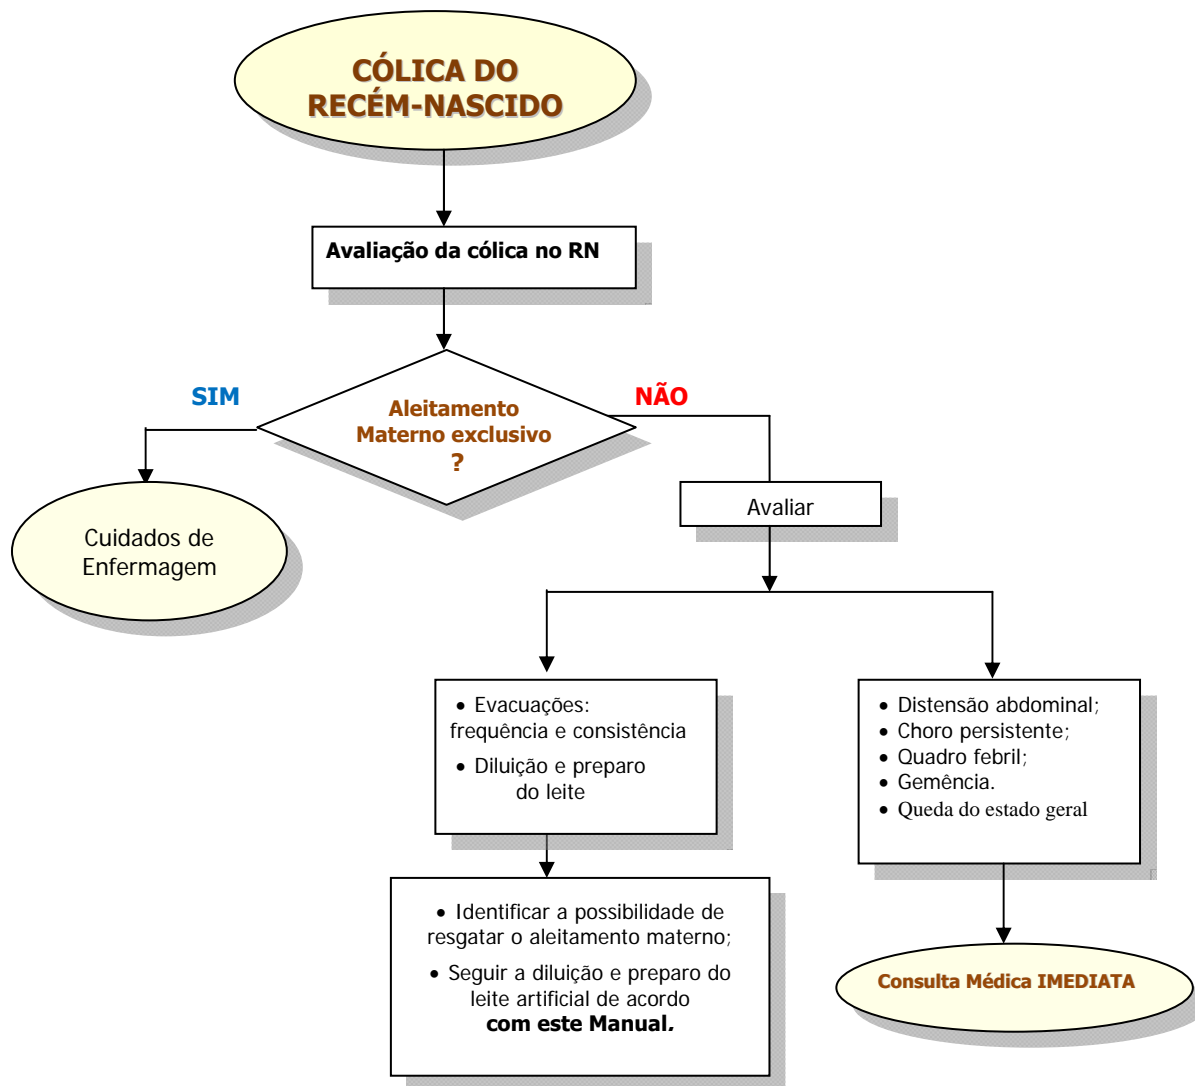 CÓLICA DO
RECÉM-NASCIDO
Avaliação da cólica no RN
SIM
NÃO
Aleitamento
Materno exclusivo
?
Avaliar
Cuidados de
Enfermagem
• Evacuações:
frequência e consistência
• Diluição e preparo
do leite
• Distensão abdominal;
• Choro persistente;
• Quadro febril;
• Gemência.
• Queda do estado geral
• Identificar a possibilidade de
resgatar o aleitamento materno;
• Seguir a diluição e preparo do
leite artificial de acordo
com este Manual.
Consulta Médica IMEDIATA